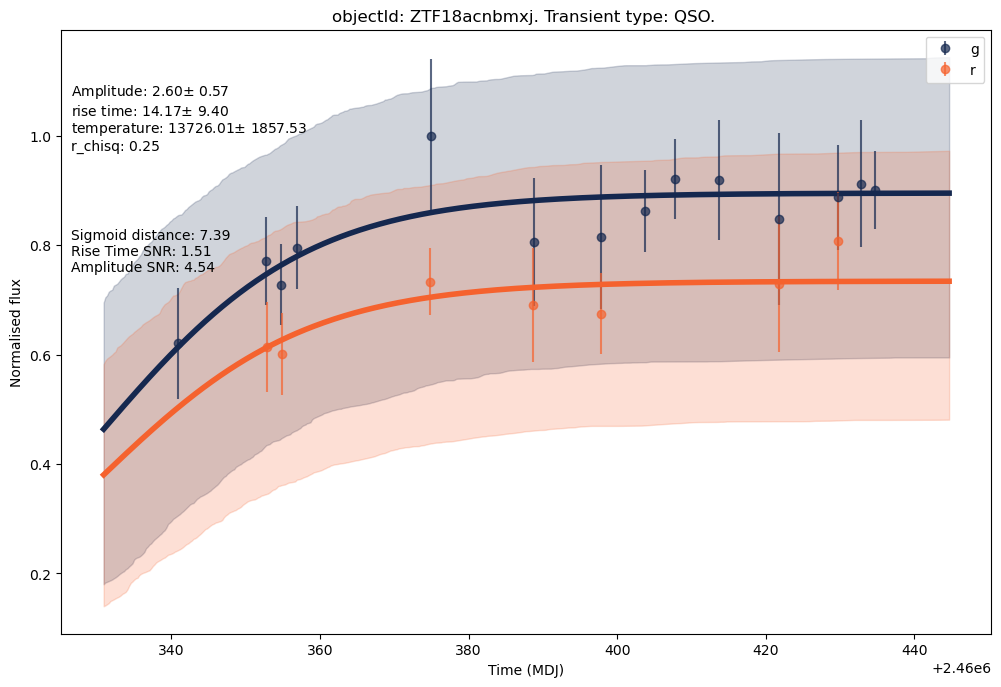 objectId: ZTF18acnbmxj. Transient type: QSO.
g
r
Amplitude: 2.60± 0.57
rise time: 14.17± 9.40
temperature: 13726.01± 1857.53
r_chisq: 0.25
Sigmoid distance: 7.39
Rise Time SNR: 1.51
Amplitude SNR: 4.54
Normalised flux
1.0
0.8
0.6
0.4
0.2
340 360 380 400 420 440
Time (MDJ)
+2.46e6